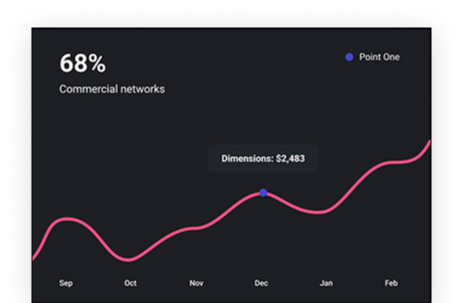 68%
Point One
Commercial networks
Dimensions: $2,483
Sep Oct Nov Dec Jan Feb